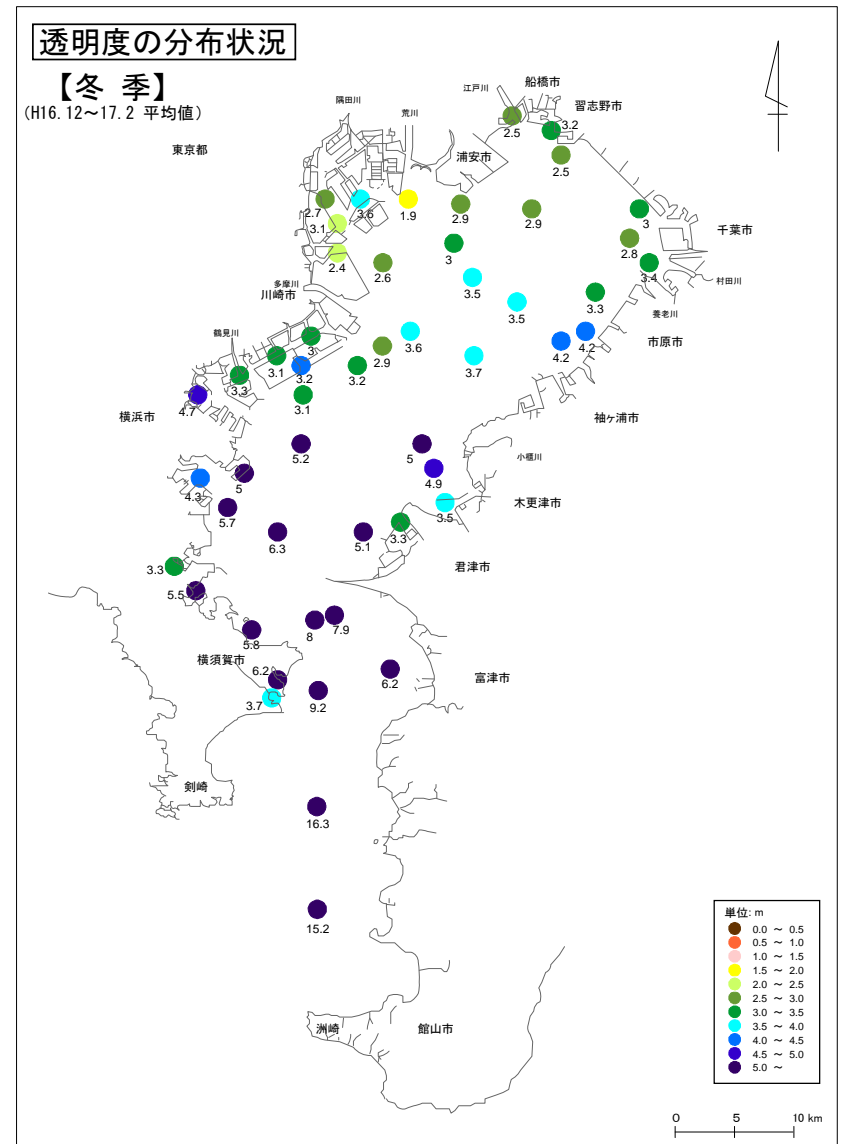 透明度の分布状況
【冬 季】
(H16.12～17.2 平均値)
東京都
隅田川
荒川
江戸川
船橋市
習志野市
浦安市
千葉市
村田川
養老川
市原市
多摩川
川崎市
鶴見川
横浜市
袖ヶ浦市
小櫃川
木更津市
君津市
横須賀市
富津市
剣崎
洲崎
館山市
2.5
3.2
2.5
2.7
3.6
1.9
2.9
2.9
3
3.1
2.4
2.6
3
2.8
3.4
3.5
3.5
3.3
4.2
4.2
3
3.6
2.9
3.7
3.1
3.2
3.2
3.3
3.1
4.7
5.2
5
4.9
5
4.3
5.7
3.5
3.3
6.3
5.1
3.3
5.5
5.8
8
7.9
6.2
6.2
3.7
9.2
16.3
15.2
単位: m
0.0 ～ 0.5
0.5 ～ 1.0
1.0 ～ 1.5
1.5 ～ 2.0
2.0 ～ 2.5
2.5 ～ 3.0
3.0 ～ 3.5
3.5 ～ 4.0
4.0 ～ 4.5
4.5 ～ 5.0
5.0 ～
0 5 10 km